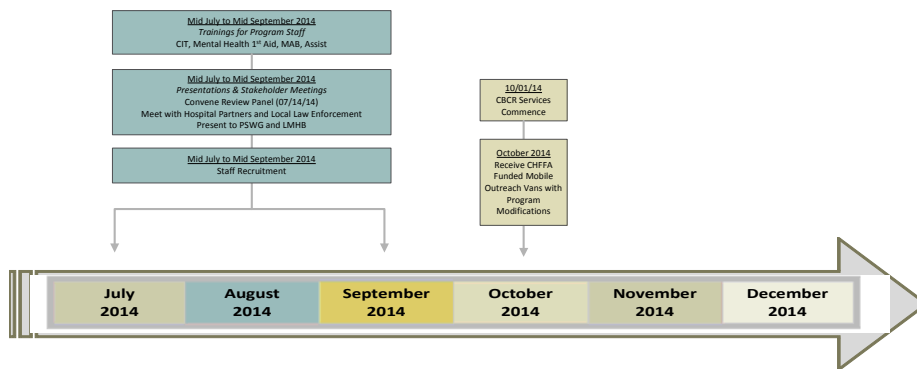 Mid July to Mid September 2014
Trainings for Program Staff
CIT, Mental Health 1st Aid, MAB, Assist
Mid July to Mid September 2014
Presentations & Stakeholder Meetings
Convene Review Panel (07/14/14)
Meet with Hospital Partners and Local Law Enforcement
Present to PSWG and LMHB
Mid July to Mid September 2014
Staff Recruitment
10/01/14
CBCR Services
Commence
October 2014
Receive CHFFA
Funded Mobile
Outreach Vans with
Program
Modifications
July
2014
August
2014
September
2014
October
2014
November
2014
December
2014